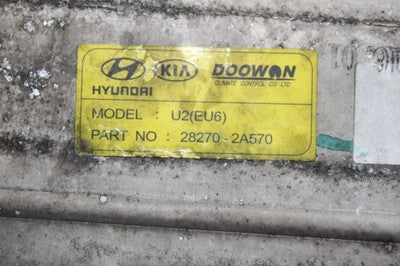 KIA DOOWON
HYUNDAI CLIMATE CONTROL CO LTD
MODEL : U2(EU6)
PART NO : 28270 - 2A570